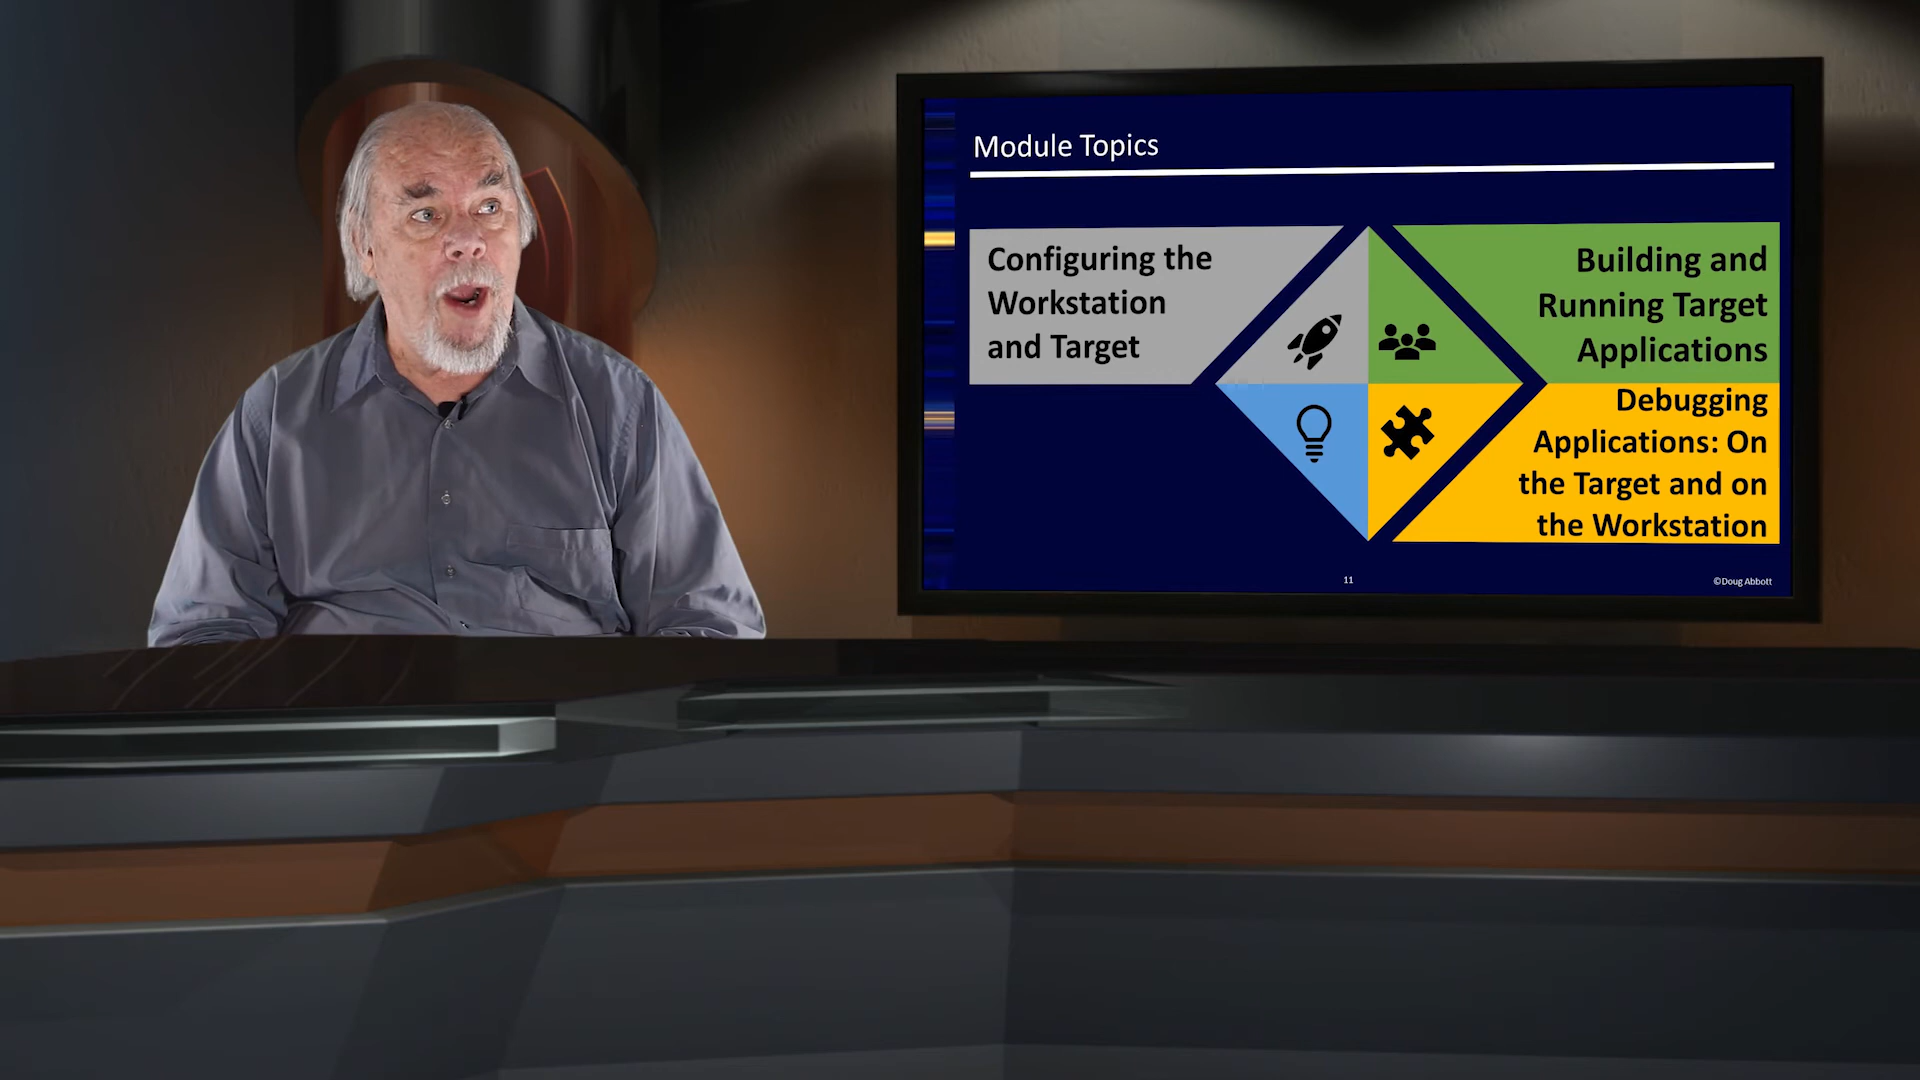 Module Topics
Configuring the
Workstation
and Target
Building and
Running Target
Applications
Debugging
Applications: On
the Target and on
the Workstation
11
©Doug Abbott